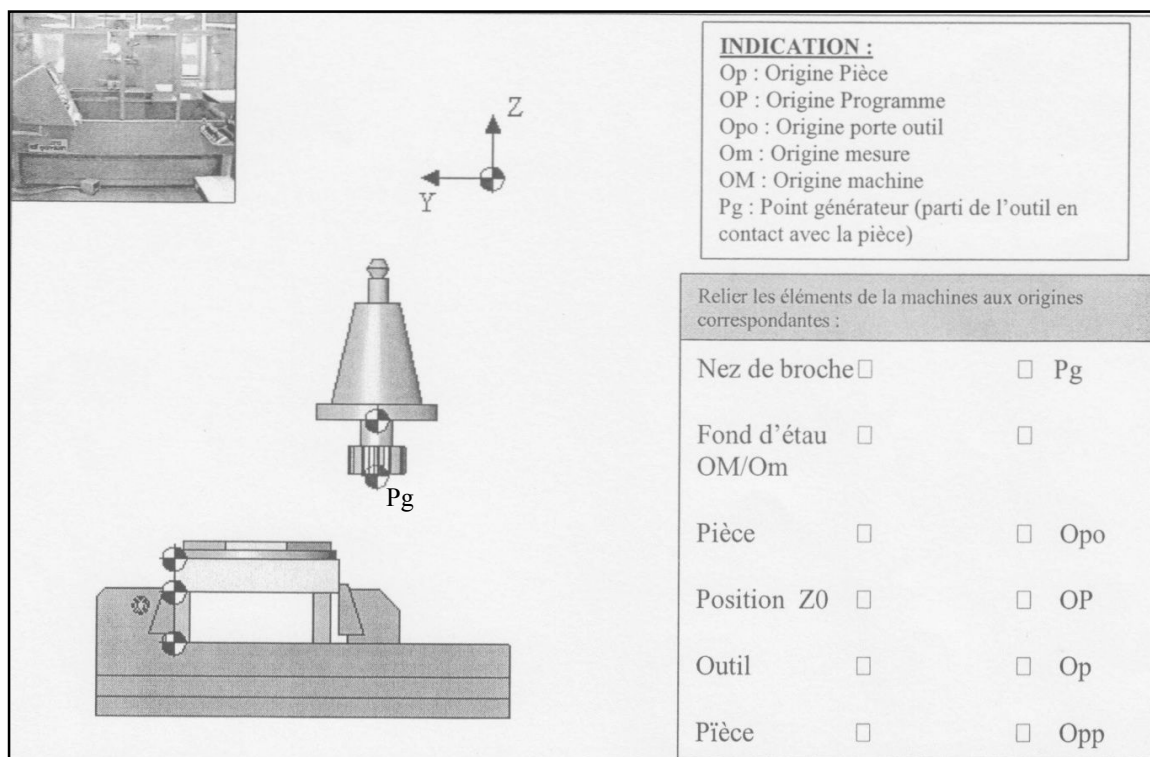 Z
Y
Pg
INDICATION :
Op : Origine Pièce
OP : Origine Programme
Opo : Origine porte outil
Om : Origine mesure
OM : Origine machine
Pg : Point générateur (parti de l'outil en
contact avec la pièce)
Relier les éléments de la machines aux origines
correspondantes :
Nez de broche □ □ Pg
Fond d'étau □ □
OM/Om
Pièce □ □ Opo
Position Z0 □ □ OP
Outil □ □ Op
Pïèce □ □ Opp